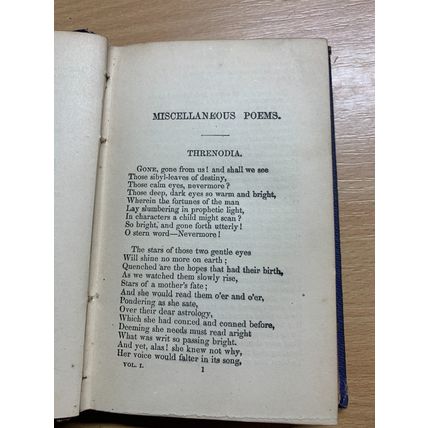 MISCELLANEOUS POEMS.
THRENODIA.
GONE, gone from us! and shall we see
Those sibyl-leaves of destiny,
Those calm eyes, nevermore?
Those deep, dark eyes so warm and bright,
Wherein the fortunes of the man
Lay slumbering in prophetic light,
In characters a child might scan?
So bright, and gone forth utterly!
O stern word—Nevermore!
The stars of those two gentle eyes
Will shine no more on earth;
Quenched are the hopes that had their birth,
As we watched them slowly rise,
Stars of a mother's fate;
And she would read them o'er and o'er,
Pondering as she sate,
Over their dear astrology,
Which she had conned and conned before,
Deeming she needs must read aright
What was writ so passing bright.
And yet, alas! she knew not why,
Her voice would falter in its song,
VOL. I. 1